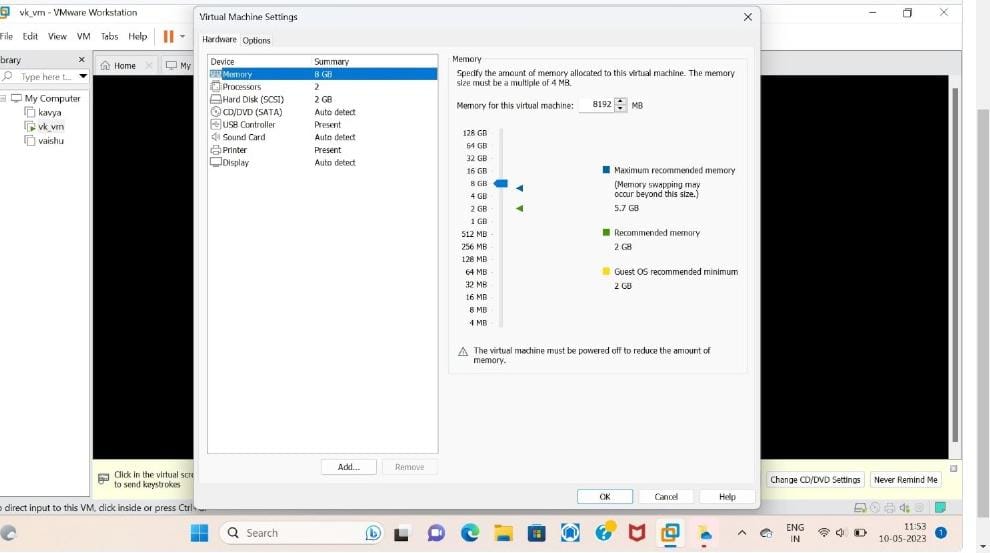 vk_vm - VMware Workstation
File Edit View VM Tabs Help
Virtual Machine Settings
Hardware Options
Home
My
Type here t...
My Computer
kavya
vk_vm
vaishu
Device Summary
Memory 8 GB
Processors 2
Hard Disk (SCSI) 2 GB
CD/DVD (SATA) Auto detect
USB Controller Present
Sound Card Auto detect
Printer Present
Display Auto detect
Add... Remove
Memory
Specify the amount of memory allocated to this virtual machine. The memory
size must be a multiple of 4 MB.
Memory for this virtual machine: 8192 MB
128 GB
64 GB
32 GB
16 GB
8 GB
4 GB
2 GB
1 GB
512 MB
256 MB
128 MB
64 MB
32 MB
16 MB
8 MB
4 MB
Maximum recommended memory
(Memory swapping may
occur beyond this size.)
5.7 GB
Recommended memory
2 GB
Guest OS recommended minimum
2 GB
The virtual machine must be powered off to reduce the amount of
memory.
OK Cancel Help
Click in the virtual scre
to send keystrokes
Change CD/DVD Settings Never Remind Me
o direct input to this VM, click inside or press Ctrl+
Search
ENG
IN
11:53
10-05-2023
1